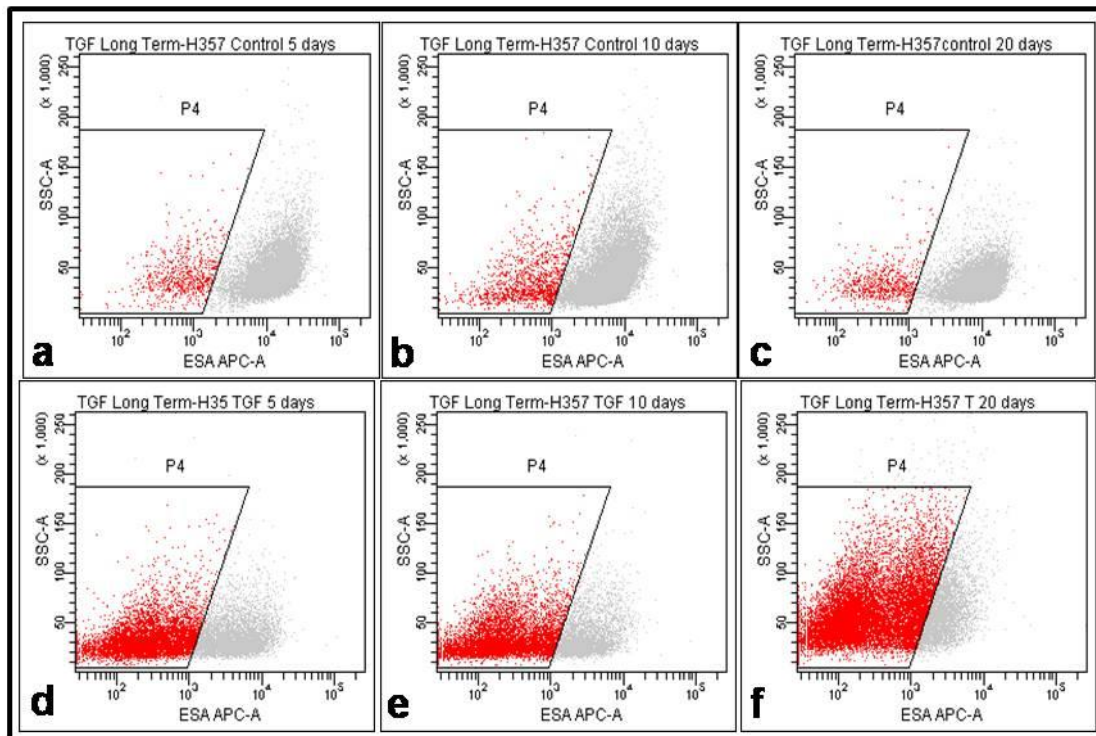 TGF Long Term-H357 Control 5 days
(x 1,000)
250
200
150
100
50
SSC-A
P4
10² 10³ 10⁴ 10⁵
ESA APC-A
a
TGF Long Term-H357 Control 10 days
(x 1,000)
250
200
150
100
50
SSC-A
P4
10² 10³ 10⁴ 10⁵
ESA APC-A
b
TGF Long Term-H357control 20 days
(x 1,000)
250
200
150
100
50
SSC-A
P4
10² 10³ 10⁴ 10⁵
ESA APC-A
c
TGF Long Term-H35 TGF 5 days
(x 1,000)
250
200
150
100
50
SSC-A
P4
10² 10³ 10⁴ 10⁵
ESA APC-A
d
TGF Long Term-H357 TGF 10 days
(x 1,000)
250
200
150
100
50
SSC-A
P4
10² 10³ 10⁴ 10⁵
ESA APC-A
e
TGF Long Term-H357 T 20 days
(x 1,000)
250
200
150
100
50
SSC-A
P4
10² 10³ 10⁴ 10⁵
ESA APC-A
f